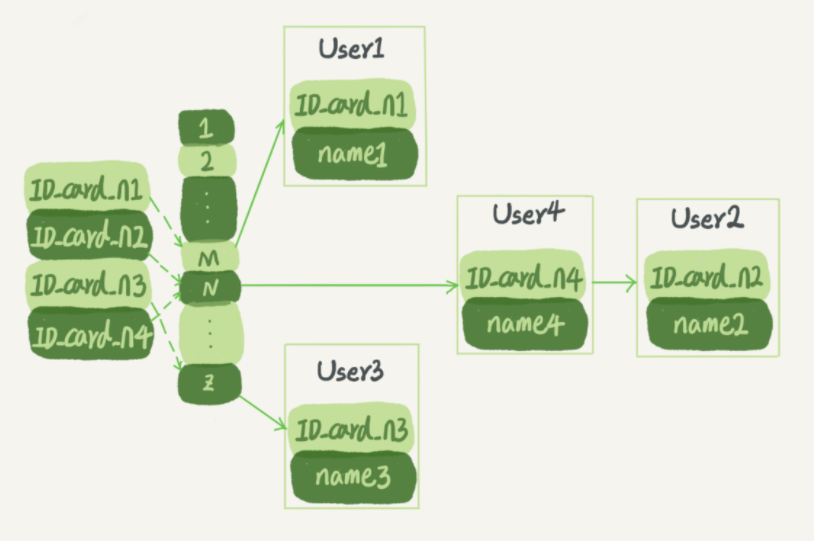 ID_card_n1
ID_card_n2
ID_card_n3
ID_card_n4
1
2
⋮
M
N
⋮
Z
User1
ID_card_n1
name1
User4
ID_card_n4
name4
User2
ID_card_n2
name2
User3
ID_card_n3
name3